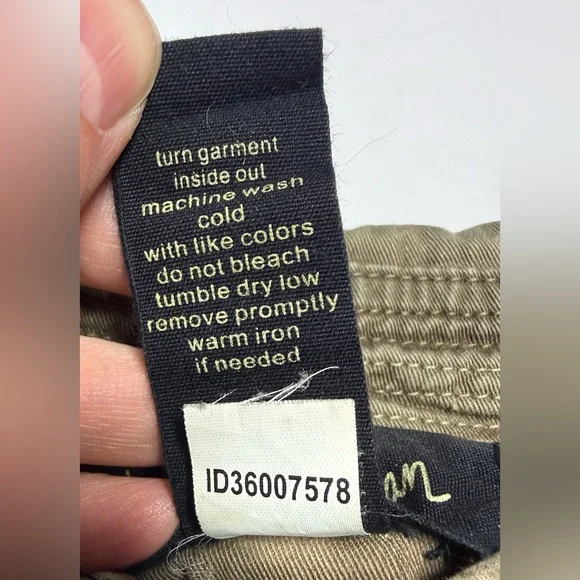 turn garment
inside out
machine wash
cold
with like colors
do not bleach
tumble dry low
remove promptly
warm iron
if needed
ID36007578
an